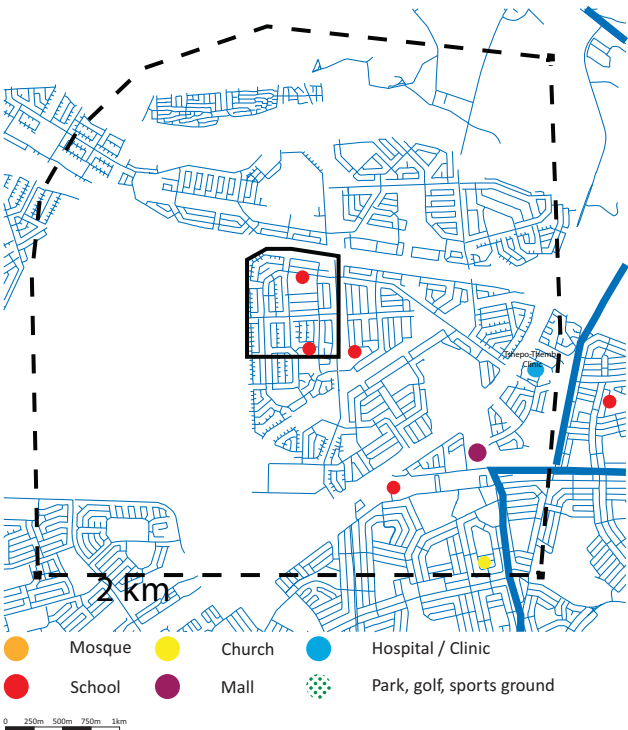 Tshepo-Themba
Clinic
2 km
Mosque Church Hospital / Clinic
School Mall Park, golf, sports ground
0 250m 500m 750m 1km